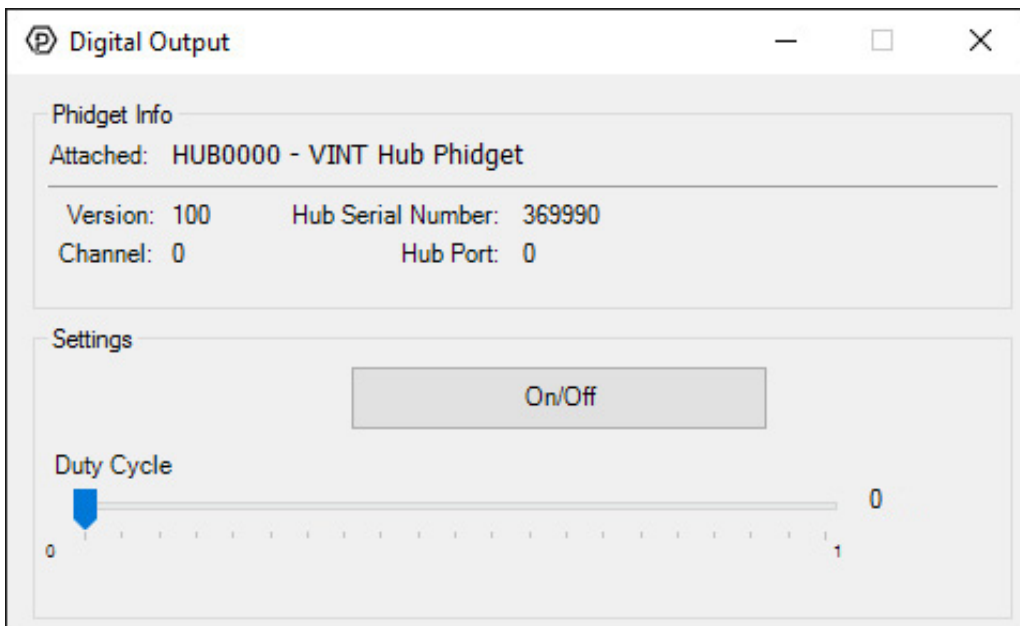 Digital Output
Phidget Info
Attached: HUB0000 - VINT Hub Phidget
Version: 100 Hub Serial Number: 369990
Channel: 0 Hub Port: 0
Settings
On/Off
Duty Cycle
0
0 1